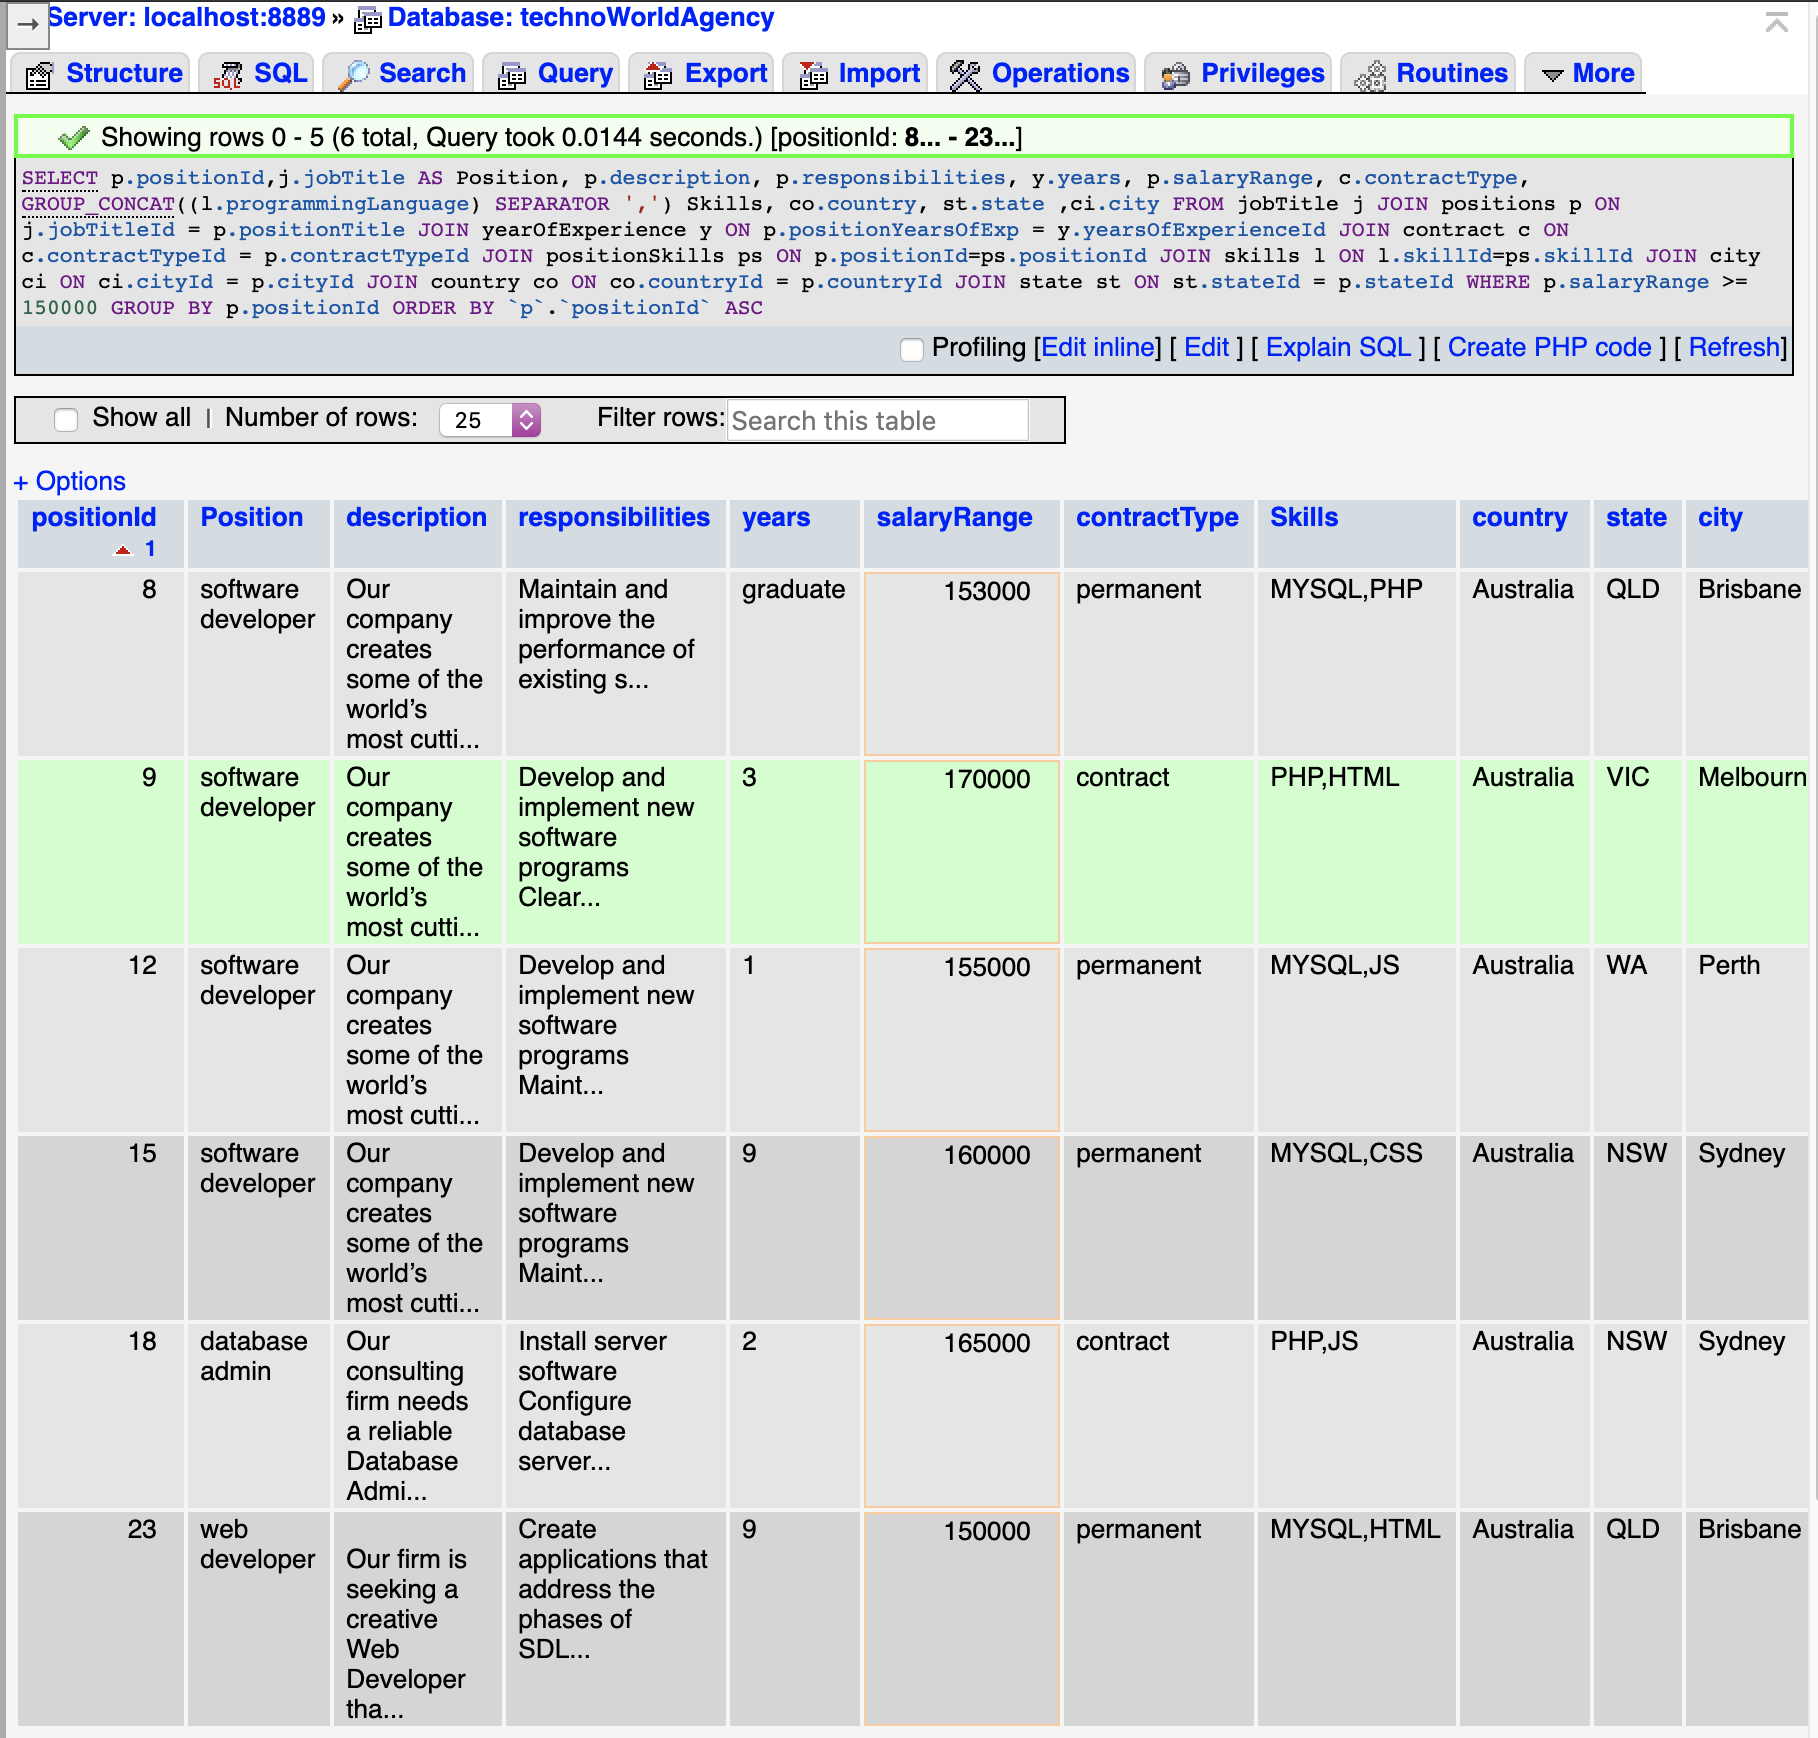 → Server: localhost:8889 » Database: technoWorldAgency
Structure SQL Search Query Export Import Operations Privileges Routines More
Showing rows 0 - 5 (6 total, Query took 0.0144 seconds.) [positionId: 8... - 23...]
SELECT p.positionId,j.jobTitle AS Position, p.description, p.responsibilities, y.years, p.salaryRange, c.contractType,
GROUP_CONCAT((l.programmingLanguage) SEPARATOR ',') Skills, co.country, st.state ,ci.city FROM jobTitle j JOIN positions p ON
j.jobTitleId = p.positionTitle JOIN yearOfExperience y ON p.positionYearsOfExp = y.yearsOfExperienceId JOIN contract c ON
c.contractTypeId = p.contractTypeId JOIN positionSkills ps ON p.positionId=ps.positionId JOIN skills l ON l.skillId=ps.skillId JOIN city
ci ON ci.cityId = p.cityId JOIN country co ON co.countryId = p.countryId JOIN state st ON st.stateId = p.stateId WHERE p.salaryRange >=
150000 GROUP BY p.positionId ORDER BY `p`.`positionId` ASC
Profiling [Edit inline] [ Edit ] [ Explain SQL ] [ Create PHP code ] [ Refresh]
Show all | Number of rows: 25 Filter rows: Search this table
+ Options
positionId Position description responsibilities years salaryRange contractType Skills country state city
1
8 software Our Maintain and graduate 153000 permanent MYSQL,PHP Australia QLD Brisbane
developer company improve the
creates performance of
some of the existing s...
world’s
most cutti...
9 software Our Develop and 3 170000 contract PHP,HTML Australia VIC Melbourn
developer company implement new
creates software
some of the programs
world’s Clear...
most cutti...
12 software Our Develop and 1 155000 permanent MYSQL,JS Australia WA Perth
developer company implement new
creates software
some of the programs
world’s Maint...
most cutti...
15 software Our Develop and 9 160000 permanent MYSQL,CSS Australia NSW Sydney
developer company implement new
creates software
some of the programs
world’s Maint...
most cutti...
18 database Our Install server 2 165000 contract PHP,JS Australia NSW Sydney
admin consulting software
firm needs Configure
a reliable database
Database server...
Admi...
23 web Create 9 150000 permanent MYSQL,HTML Australia QLD Brisbane
developer Our firm is applications that
seeking a address the
creative phases of
Web SDL...
Developer
tha...